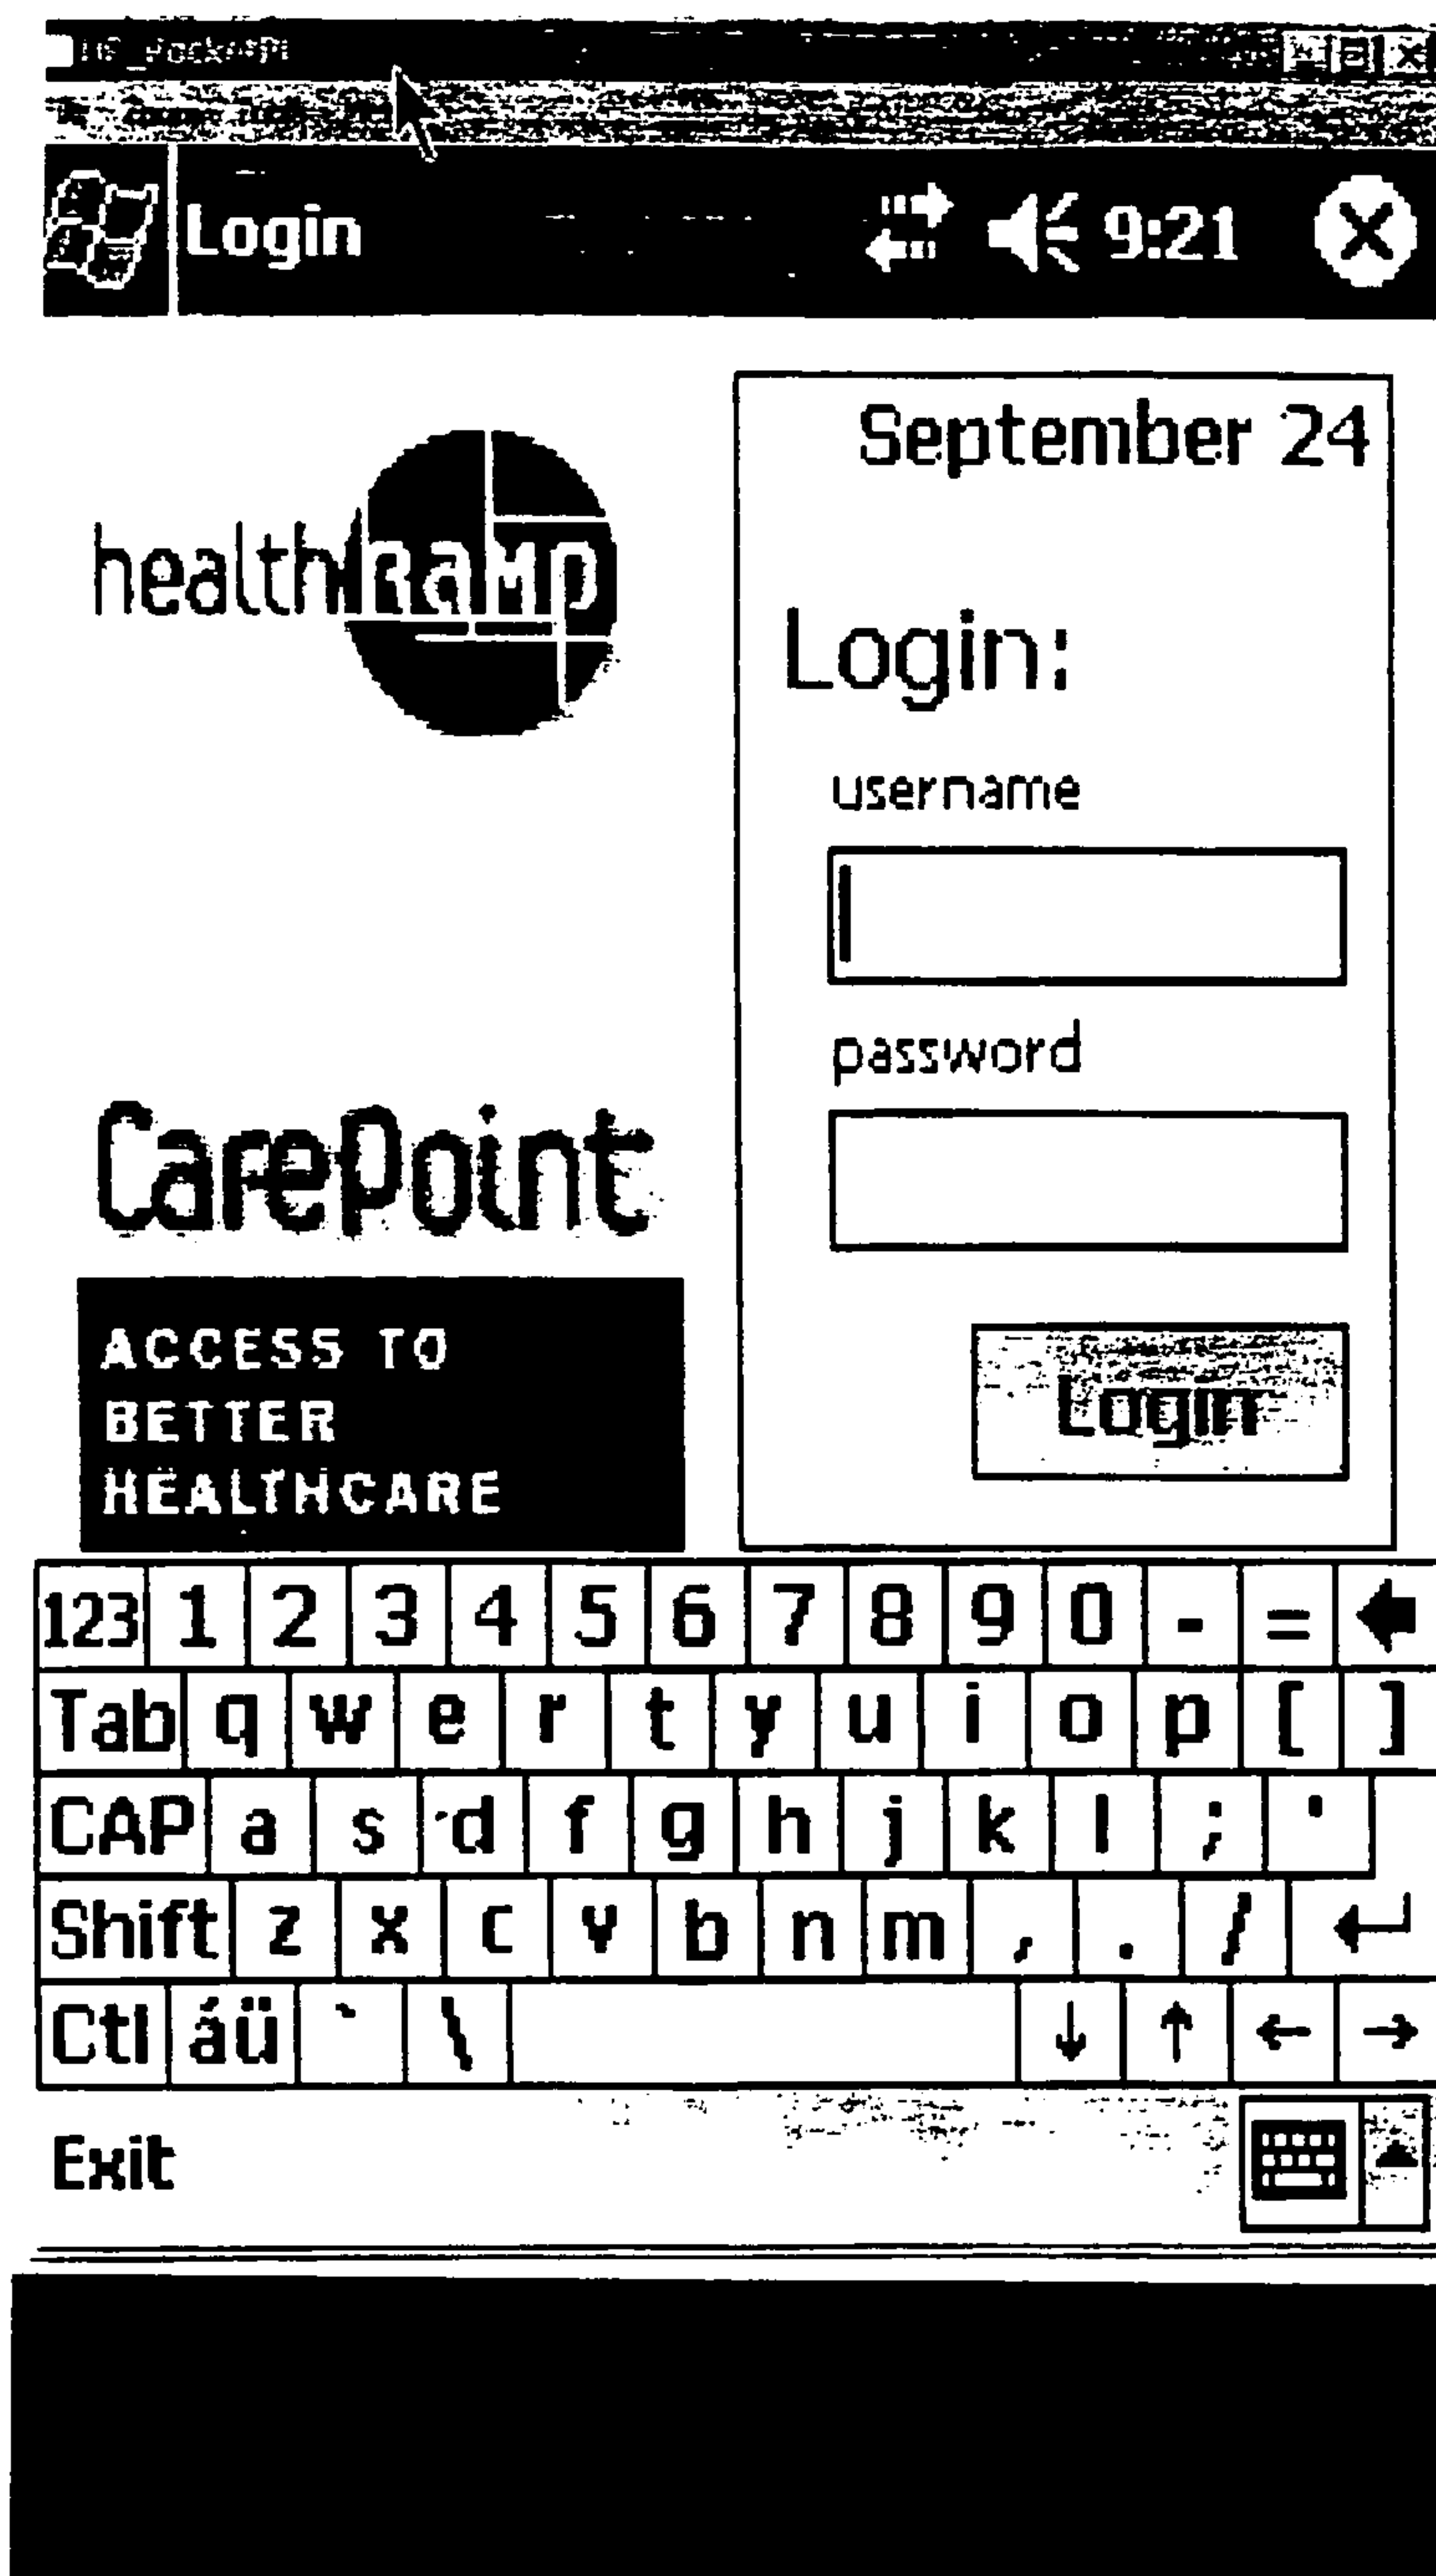 Login 9:21
September 24
healthRAMP
Login:
username
password
CarePoint
ACCESS TO
BETTER
HEALTHCARE
Login
123 1 2 3 4 5 6 7 8 9 0 - =
Tab q w e r t y u i o p [ ]
CAP a s d f g h j k l ; '
Shift z x c v b n m , . /
Ctl áü ` \
Exit